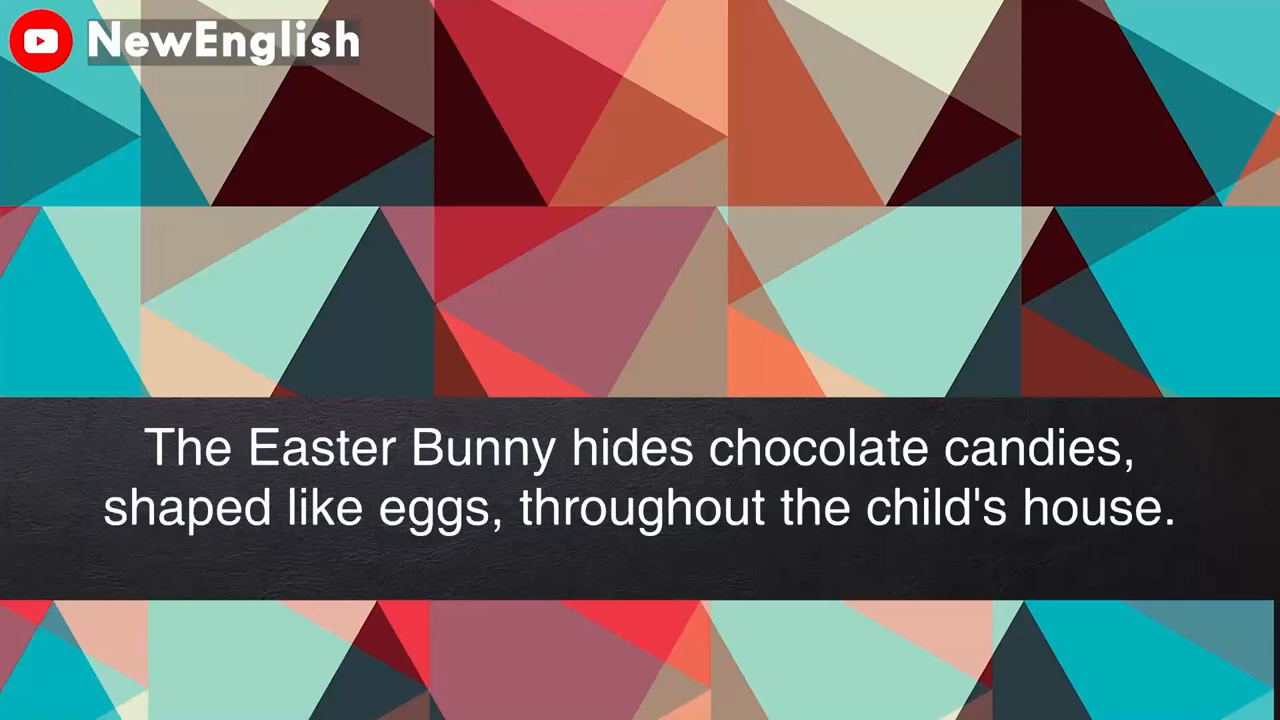 NewEnglish
The Easter Bunny hides chocolate candies,
shaped like eggs, throughout the child's house.